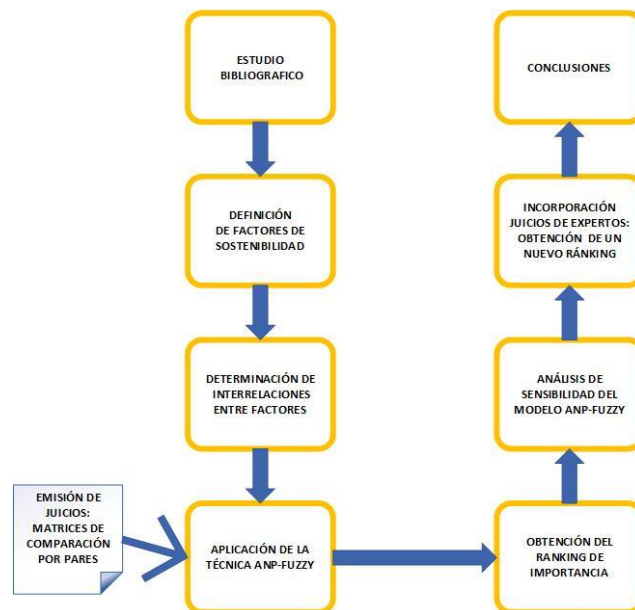 ESTUDIO
BIBLIOGRAFICO
DEFINICIÓN
DE FACTORES DE
SOSTENIBILIDAD
DETERMINACIÓN DE
INTERRELACIONES
ENTRE FACTORES
EMISIÓN DE
JUICIOS:
MATRICES DE
COMPARACIÓN
POR PARES
APLICACIÓN DE LA
TÉCNICA ANP-FUZZY
OBTENCIÓN DEL
RANKING DE
IMPORTANCIA
ANÁLISIS DE
SENSIBILIDAD DEL
MODELO ANP-FUZZY
INCORPORACIÓN
JUICIOS DE EXPERTOS:
OBTENCIÓN DE UN
NUEVO RÁNKING
CONCLUSIONES